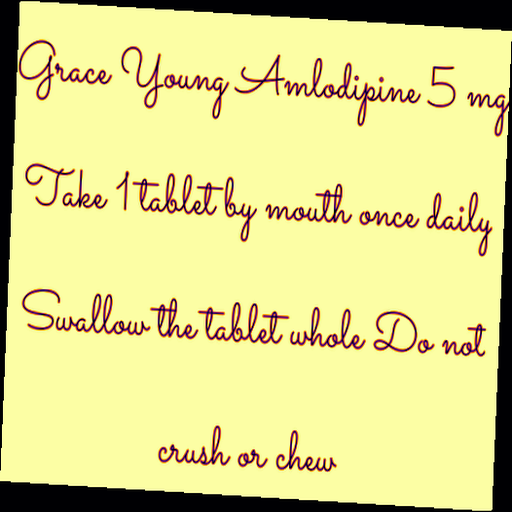 Grace Young Amlodipine 5 mg
Take 1 tablet by mouth once daily
Swallow the tablet whole Do not
crush or chew